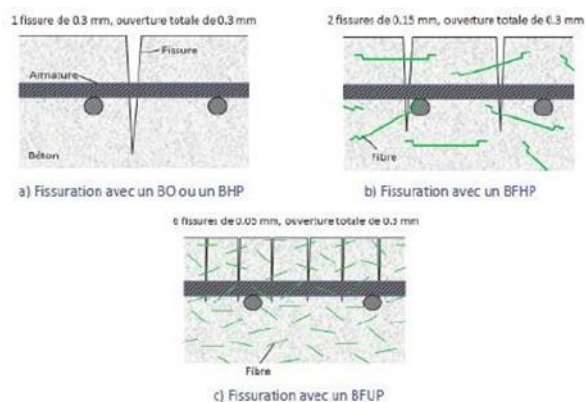 1 fissure de 0.3 mm, ouverture totale de 0.3 mm
Fissure
Armature
Béton
a) Fissuration avec un BO ou un BHP
2 fissures de 0.15 mm, ouverture totale de 0.3 mm
Fibre
b) Fissuration avec un BFHP
6 fissures de 0.05 mm, ouverture totale de 0.3 mm
Fibre
c) Fissuration avec un BFUP